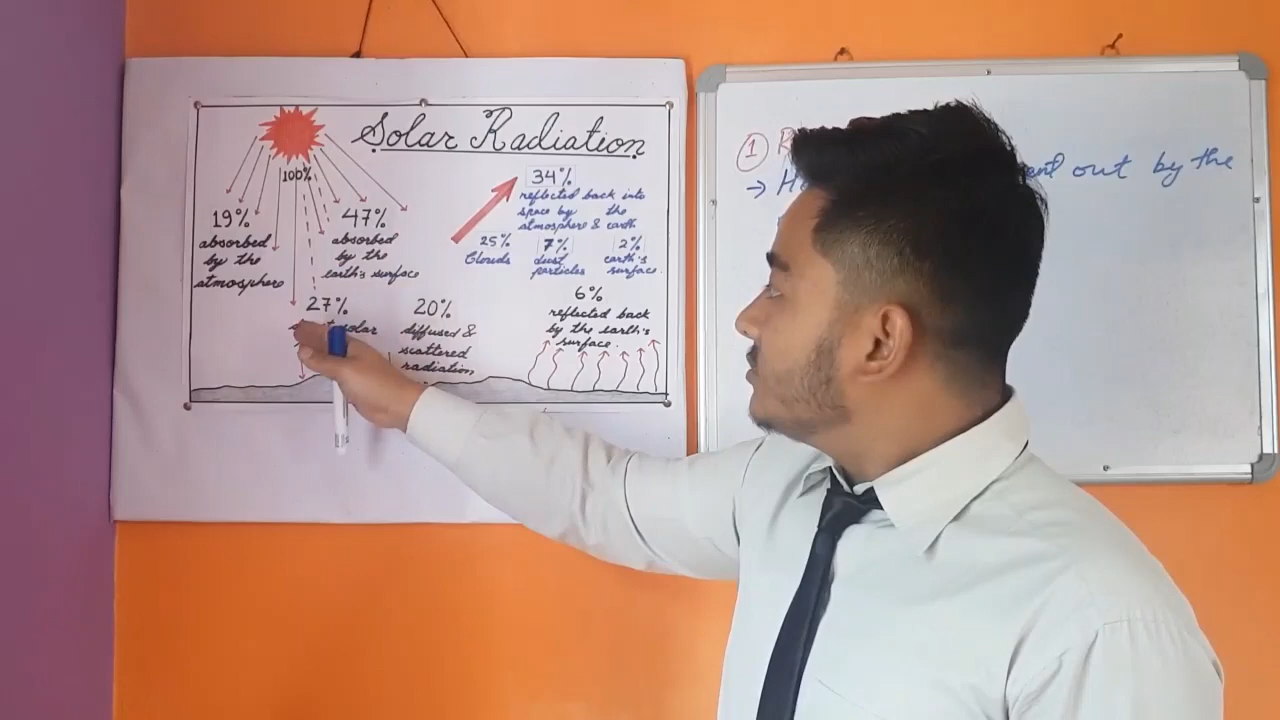 Solar Radiation
100%
19%
absorbed
by the
atmosphere
47%
absorbed
by the
earth's surface
34%
reflected back into
space by the
atmosphere & earth.
25%
Clouds
7%
dust
particles
2%
earth's
surface.
27%
solar
20%
diffused &
scattered
radiation
6%
reflected back
by the earth's
surface.
1
→ out by the